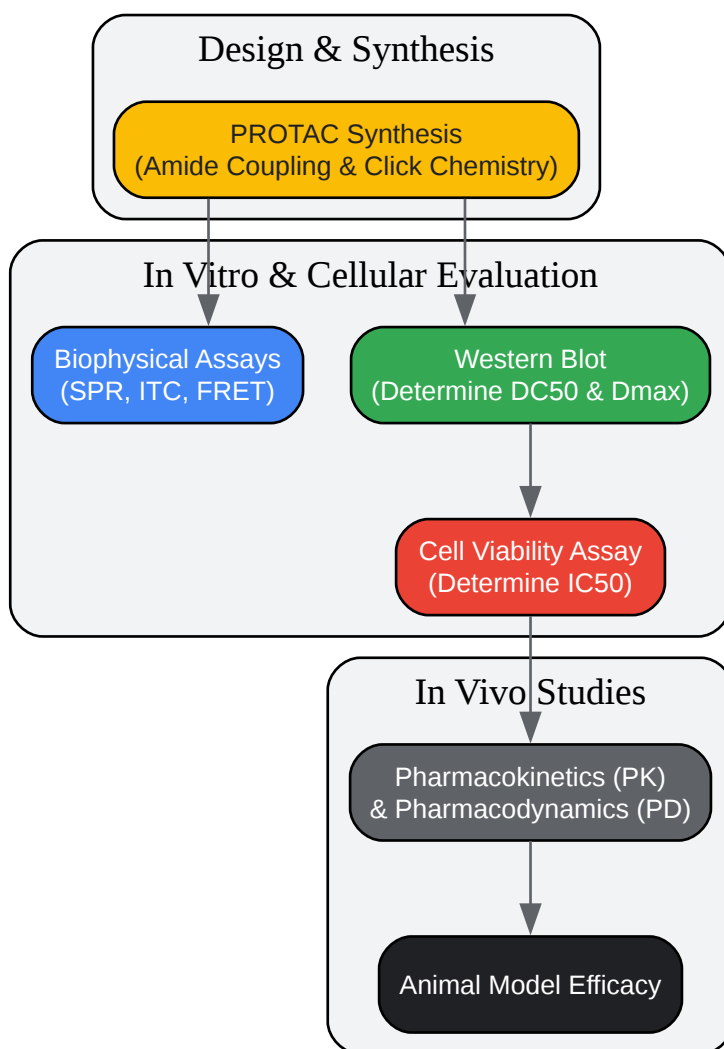 Design & Synthesis
PROTAC Synthesis
(Amide Coupling & Click Chemistry)
In Vitro & Cellular Evaluation
Biophysical Assays
(SPR, ITC, FRET)
Western Blot
(Determine DC50 & Dmax)
Cell Viability Assay
(Determine IC50)
In Vivo Studies
Pharmacokinetics (PK)
& Pharmacodynamics (PD)
Animal Model Efficacy